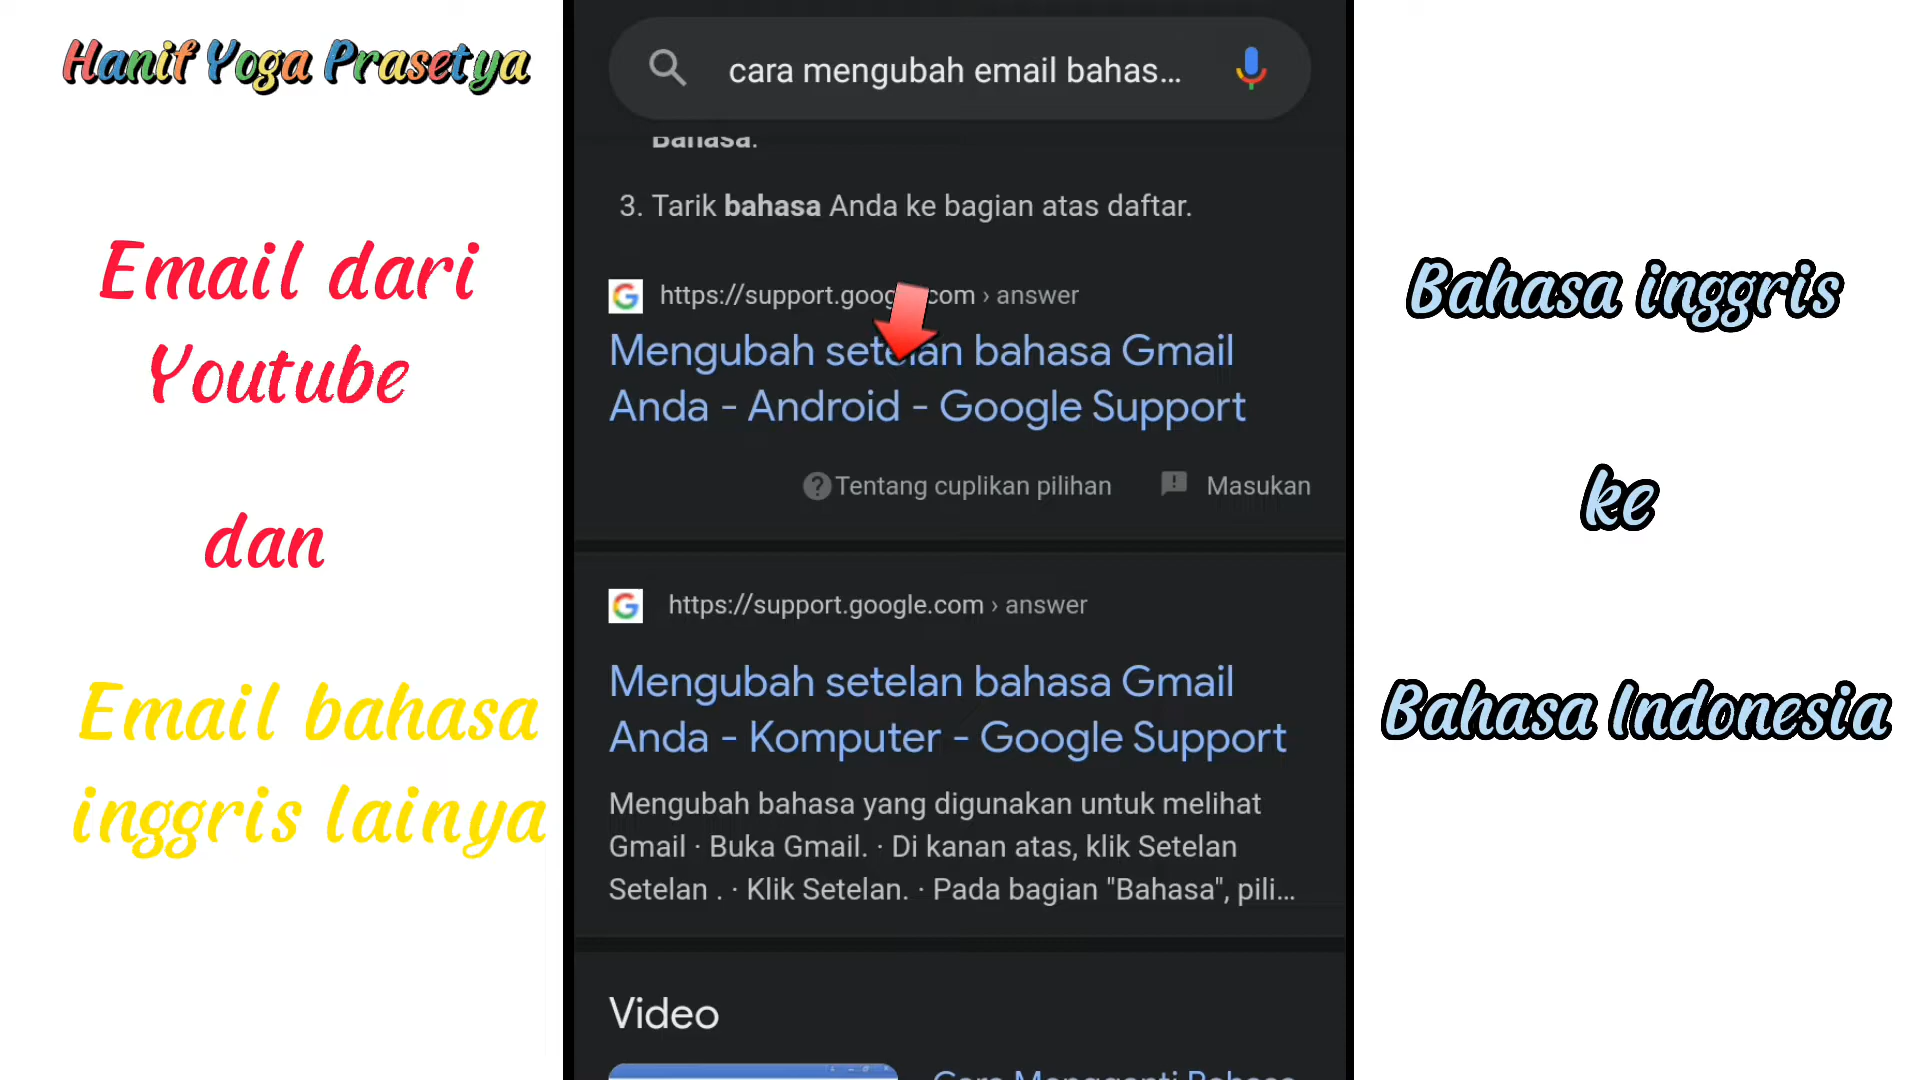 Hanif Yoga Prasetya
Email dari
Youtube
dan
Email bahasa
inggris lainya
cara mengubah email bahas...
Bahasa.
3. Tarik bahasa Anda ke bagian atas daftar.
https://support.goog com › answer
Mengubah setelan bahasa Gmail
Anda - Android - Google Support
Tentang cuplikan pilihan
Masukan
https://support.google.com › answer
Mengubah setelan bahasa Gmail
Anda - Komputer - Google Support
Mengubah bahasa yang digunakan untuk melihat
Gmail · Buka Gmail. · Di kanan atas, klik Setelan
Setelan . · Klik Setelan. · Pada bagian "Bahasa", pili...
Video
Cara Mengganti Bahasa
Bahasa inggris
ke
Bahasa Indonesia